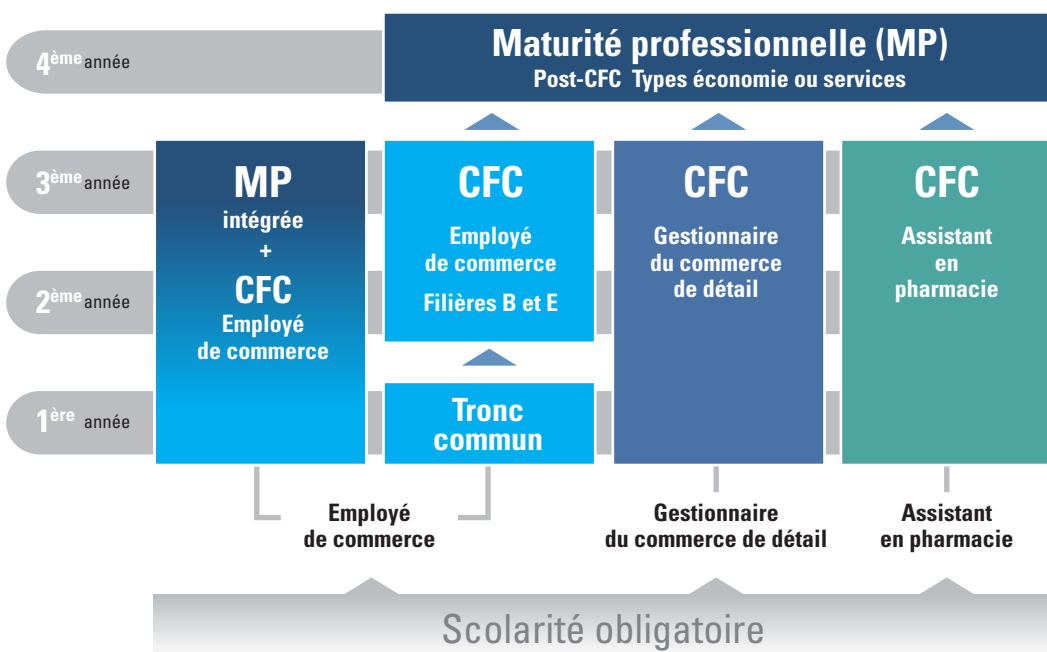 4ème année
Maturité professionnelle (MP)
Post-CFC Types économie ou services
3ème année
2ème année
1ère année
MP
intégrée
+
CFC
Employé
de commerce
CFC
Employé
de commerce
Filières B et E
Tronc
commun
CFC
Gestionnaire
du commerce
de détail
CFC
Assistant
en
pharmacie
Employé
de commerce
Gestionnaire
du commerce de détail
Assistant
en pharmacie
Scolarité obligatoire